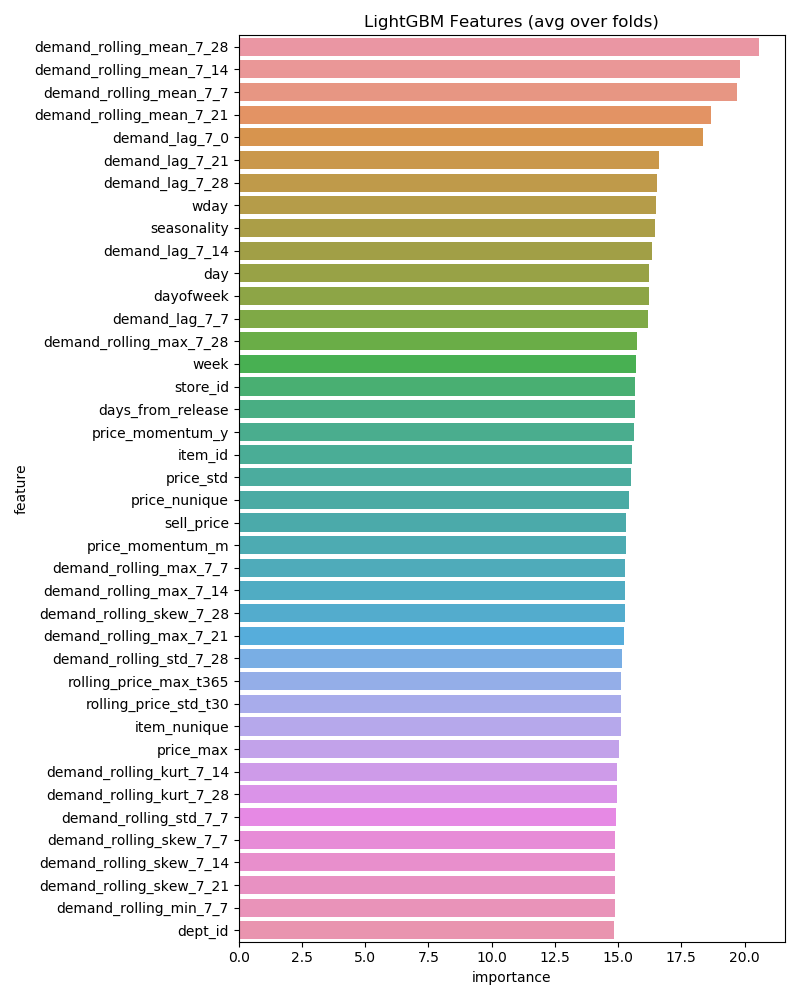 LightGBM Features (avg over folds)
demand_rolling_mean_7_28
demand_rolling_mean_7_14
demand_rolling_mean_7_7
demand_rolling_mean_7_21
demand_lag_7_0
demand_lag_7_21
demand_lag_7_28
wday
seasonality
demand_lag_7_14
day
dayofweek
demand_lag_7_7
demand_rolling_max_7_28
week
store_id
days_from_release
price_momentum_y
item_id
price_std
price_nunique
sell_price
price_momentum_m
demand_rolling_max_7_7
demand_rolling_max_7_14
demand_rolling_skew_7_28
demand_rolling_max_7_21
demand_rolling_std_7_28
rolling_price_max_t365
rolling_price_std_t30
item_nunique
price_max
demand_rolling_kurt_7_14
demand_rolling_kurt_7_28
demand_rolling_std_7_7
demand_rolling_skew_7_7
demand_rolling_skew_7_14
demand_rolling_skew_7_21
demand_rolling_min_7_7
dept_id
feature
0.0 2.5 5.0 7.5 10.0 12.5 15.0 17.5 20.0
importance